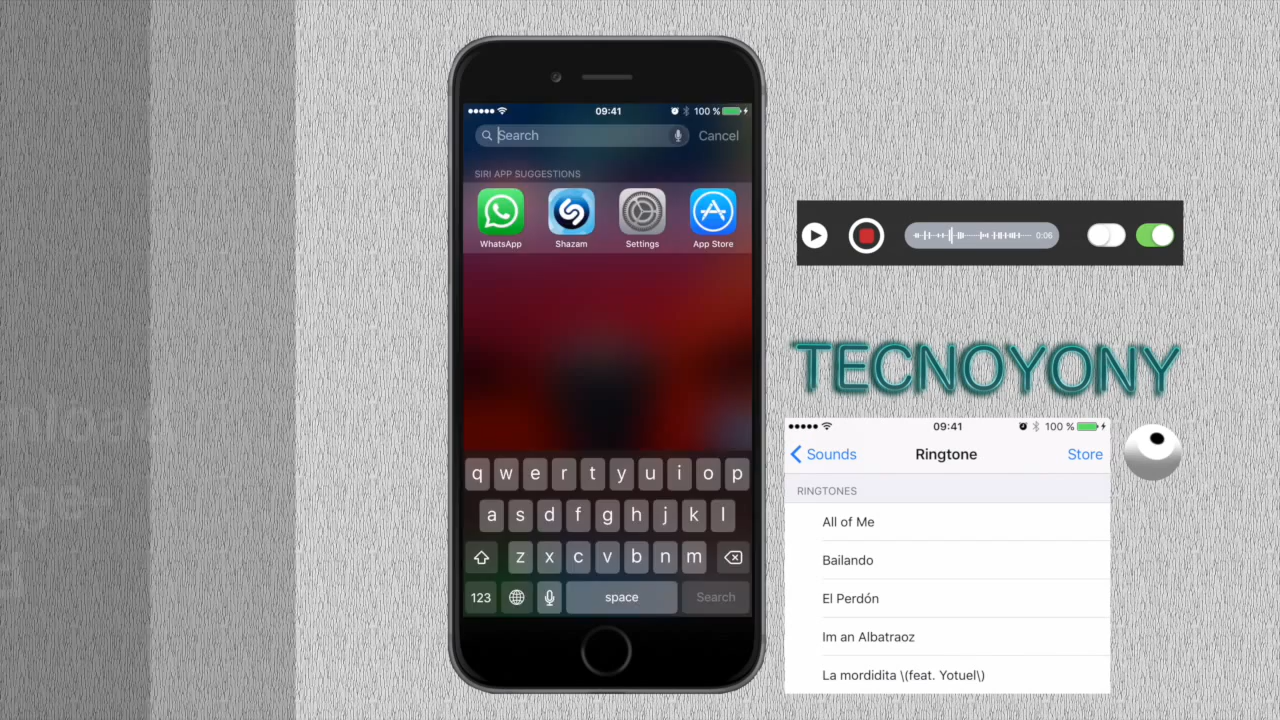 09:41
100 %
Search
Cancel
SIRI APP SUGGESTIONS
WhatsApp
Shazam
Settings
App Store
q w e r t y u i o p
a s d f g h j k l
z x c v b n m
123
space
Search
0:06
TECNOYONY
09:41
100 %
Sounds
Ringtone
Store
RINGTONES
All of Me
Bailando
El Perdón
Im an Albatraoz
La mordidita \(feat. Yotuel\)